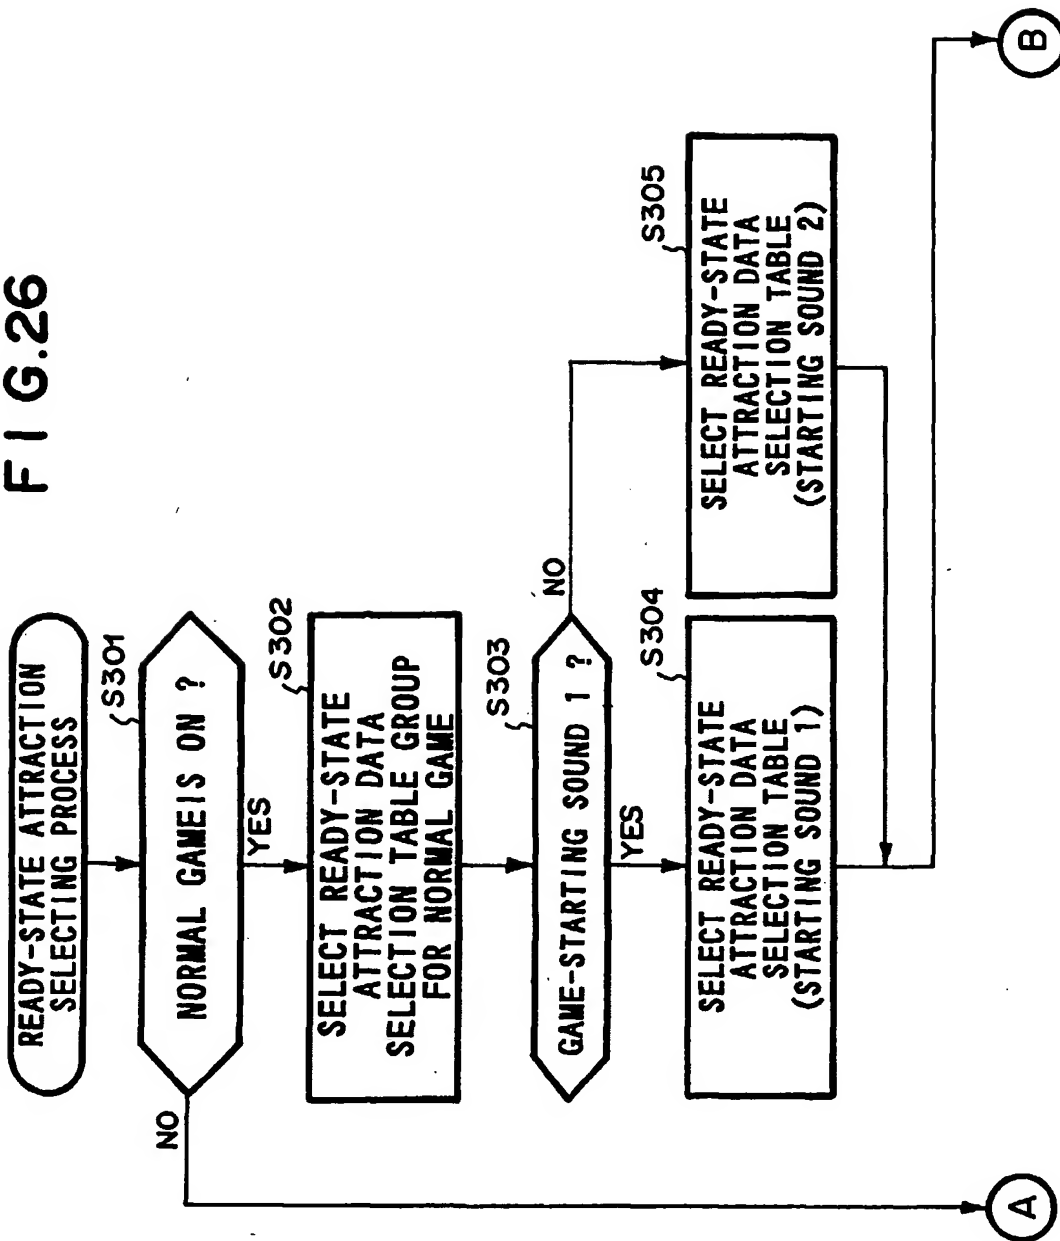 FIG.26
READY-STATE ATTRACTION
SELECTING PROCESS
S301
NORMAL GAMEIS ON ?
NO
YES
S302
SELECT READY-STATE
ATTRACTION DATA
SELECTION TABLE GROUP
FOR NORMAL GAME
S303
GAME-STARTING SOUND 1 ?
NO
YES
S304
SELECT READY-STATE
ATTRACTION DATA
SELECTION TABLE
(STARTING SOUND 1)
S305
SELECT READY-STATE
ATTRACTION DATA
SELECTION TABLE
(STARTING SOUND 2)
A
B